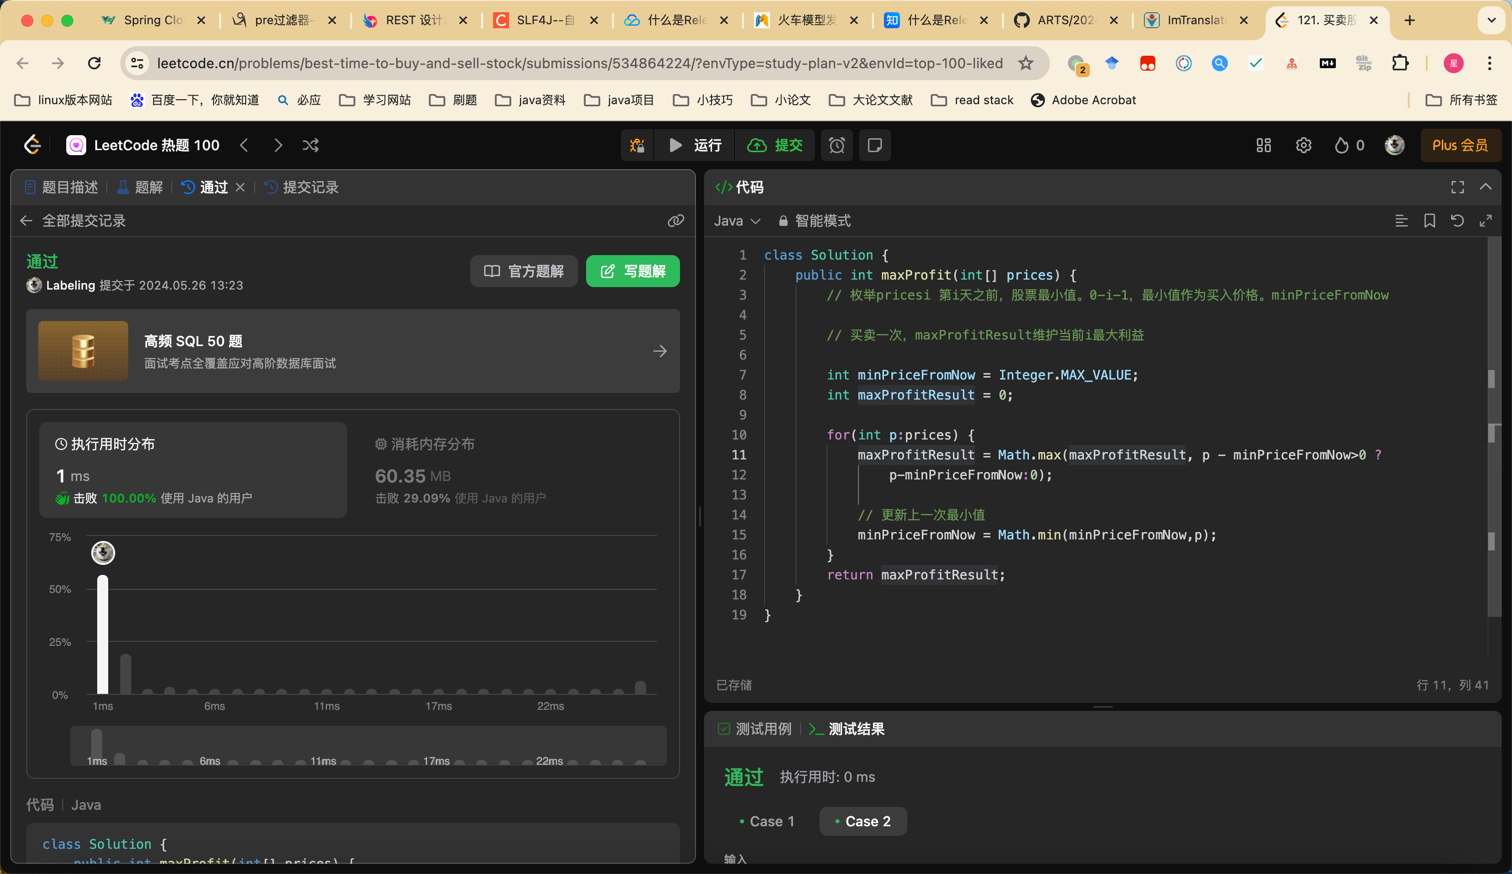 Spring Clo
pre过滤器-
REST 设计
SLF4J--自
什么是Rele
火车模型发
什么是Rele
ARTS/202
ImTranslat
121. 买卖股
leetcode.cn/problems/best-time-to-buy-and-sell-stock/submissions/534864224/?envType=study-plan-v2&envId=top-100-liked
2
linux版本网站 百度一下，你就知道 必应 学习网站 刷题 java资料 java项目 小技巧 小论文 大论文文献 read stack Adobe Acrobat 所有书签
LeetCode 热题 100
运行 提交
0
Plus 会员
题目描述 题解 通过 提交记录
全部提交记录
通过
Labeling 提交于 2024.05.26 13:23
官方题解
写题解
高频 SQL 50 题
面试考点全覆盖应对高阶数据库面试
执行用时分布
1 ms
击败 100.00% 使用 Java 的用户
消耗内存分布
60.35 MB
击败 29.09% 使用 Java 的用户
75%
50%
25%
0%
1ms 6ms 11ms 17ms 22ms
1ms 6ms 11ms 17ms 22ms
代码 Java
class Solution {
public int maxProfit(int[] prices) {
</> 代码
Java 智能模式
1 class Solution {
2 public int maxProfit(int[] prices) {
3 // 枚举pricesi 第i天之前，股票最小值。0-i-1，最小值作为买入价格。minPriceFromNow
4
5 // 买卖一次，maxProfitResult维护当前i最大利益
6
7 int minPriceFromNow = Integer.MAX_VALUE;
8 int maxProfitResult = 0;
9
10 for(int p:prices) {
11 maxProfitResult = Math.max(maxProfitResult, p - minPriceFromNow>0 ?
12 p-minPriceFromNow:0);
13
14 // 更新上一次最小值
15 minPriceFromNow = Math.min(minPriceFromNow,p);
16 }
17 return maxProfitResult;
18 }
19 }
已存储
行 11, 列 41
测试用例 测试结果
通过 执行用时: 0 ms
Case 1 Case 2
输入